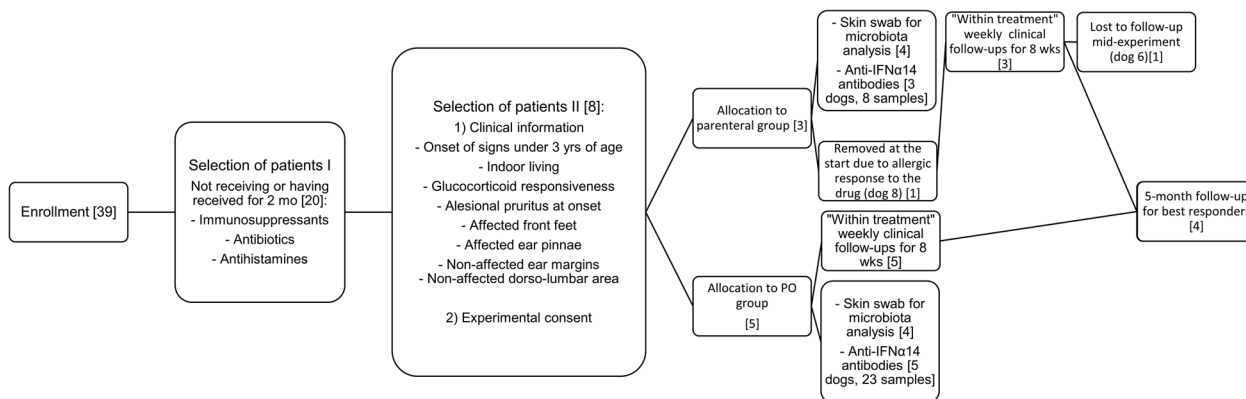 Enrollment [39]
Selection of patients I
Not receiving or having
received for 2 mo [20]:
- Immunosuppressants
- Antibiotics
- Antihistamines
Selection of patients II [8]:
1) Clinical information
- Onset of signs under 3 yrs of age
- Indoor living
- Glucocorticoid responsiveness
- Alesional pruritus at onset
- Affected front feet
- Affected ear pinnae
- Non-affected ear margins
- Non-affected dorso-lumbar area
2) Experimental consent
Allocation to
parenteral group [3]
- Skin swab for
microbiota
analysis [4]
- Anti-IFNα14
antibodies [3
dogs, 8 samples]
Removed at the
start due to allergic
response to the
drug (dog 8) [1]
"Within treatment"
weekly clinical
follow-ups for 8 wks
[3]
Lost to follow-up
mid-experiment
(dog 6)[1]
Allocation to PO
group
[5]
"Within treatment"
weekly clinical
follow-ups for 8
wks [5]
- Skin swab for
microbiota
analysis [4]
- Anti-IFNα14
antibodies [5
dogs, 23 samples]
5-month follow-up
for best responders
[4]